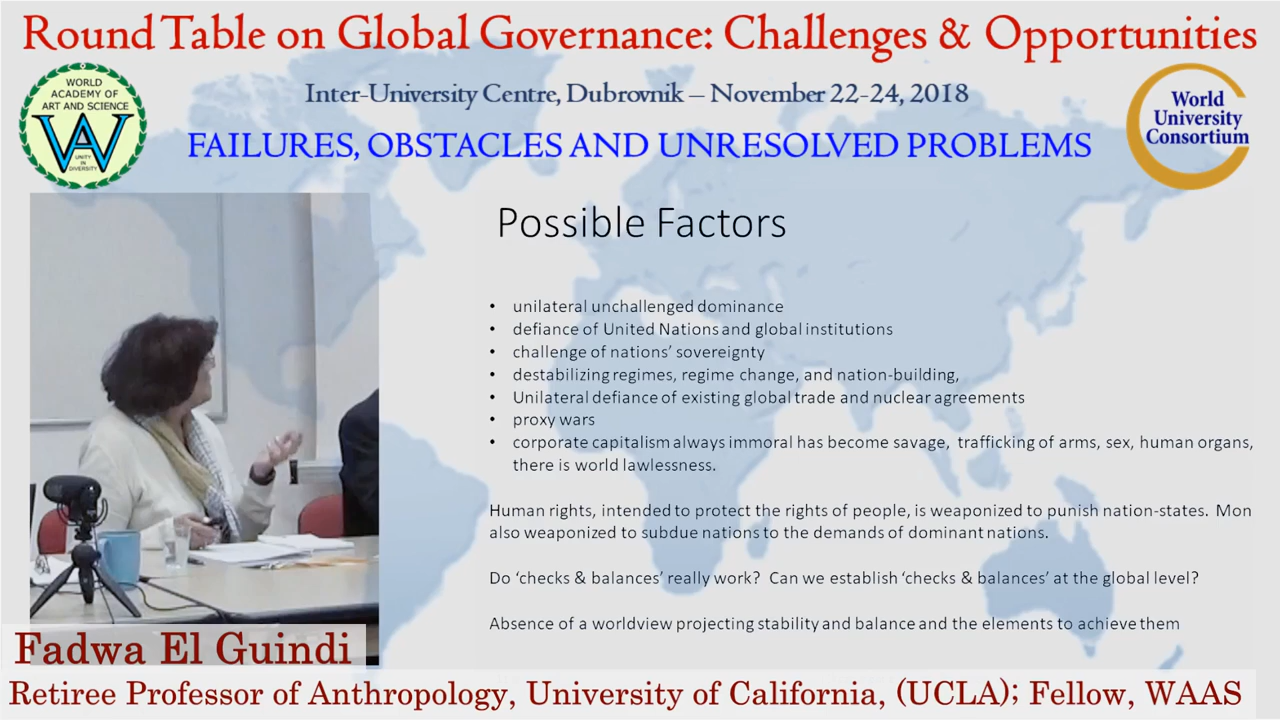 Round Table on Global Governance: Challenges & Opportunities
WORLD
ACADEMY OF
ART AND SCIENCE
WA
UNITY
IN
DIVERSITY
Inter-University Centre, Dubrovnik – November 22-24, 2018
World
University
Consortium
FAILURES, OBSTACLES AND UNRESOLVED PROBLEMS
Possible Factors
• unilateral unchallenged dominance
• defiance of United Nations and global institutions
• challenge of nations’ sovereignty
• destabilizing regimes, regime change, and nation-building,
• Unilateral defiance of existing global trade and nuclear agreements
• proxy wars
• corporate capitalism always immoral has become savage, trafficking of arms, sex, human organs,
there is world lawlessness.
Human rights, intended to protect the rights of people, is weaponized to punish nation-states. Mon
also weaponized to subdue nations to the demands of dominant nations.
Do ‘checks & balances’ really work? Can we establish ‘checks & balances’ at the global level?
Absence of a worldview projecting stability and balance and the elements to achieve them
Fadwa El Guindi
Retiree Professor of Anthropology, University of California, (UCLA); Fellow, WAAS